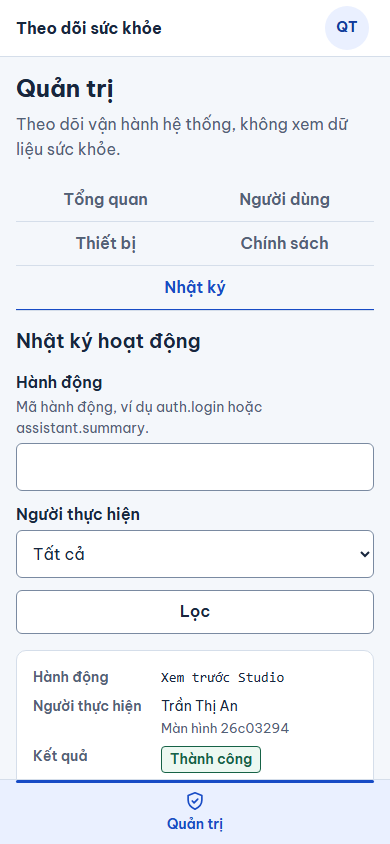 Theo dõi sức khỏe
QT
Quản trị
Theo dõi vận hành hệ thống, không xem dữ
liệu sức khỏe.
Tổng quan
Người dùng
Thiết bị
Chính sách
Nhật ký
Nhật ký hoạt động
Hành động
Mã hành động, ví dụ auth.login hoặc
assistant.summary.
Người thực hiện
Tất cả
Lọc
Hành động
Xem trước Studio
Người thực hiện
Trần Thị An
Màn hình 26c03294
Kết quả
Thành công
Quản trị